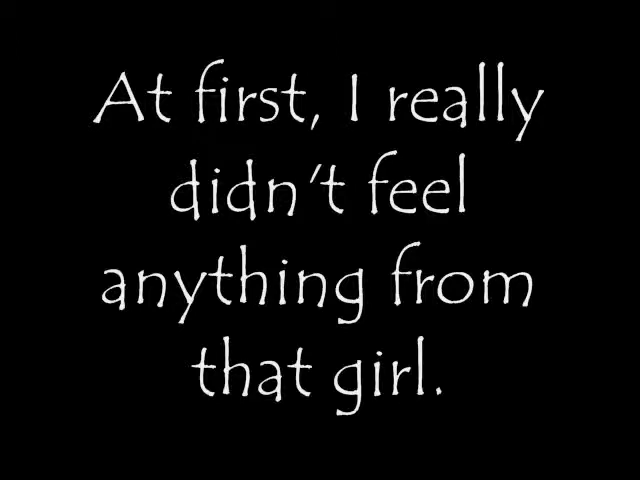 At first, I really
didn't feel
anything from
that girl.